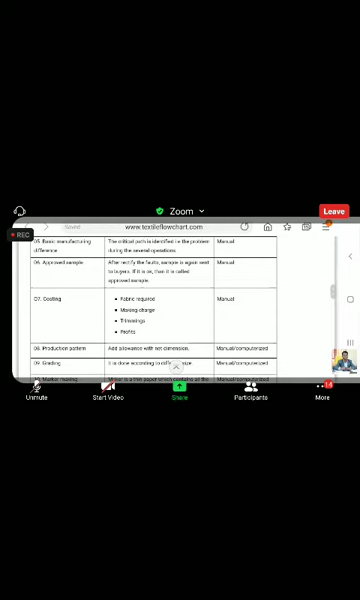 Zoom
Leave
REC
Saved
www.textileflowchart.com
05. Basic manufacturing The critical path is identified i.e the problem Manual
difference during the several operations.
06. Approved sample After rectify the faults, sample is again sent Manual
to buyers. If it is ok, then it is called
approved sample.
07. Costing Fabric required Manual
Making charge
Trimmings
Profits
08. Production pattern Add allowance with net dimension. Manual/computerized
09. Grading It is done according to Manual/computerized
Unmute Start Video Share Participants More
14